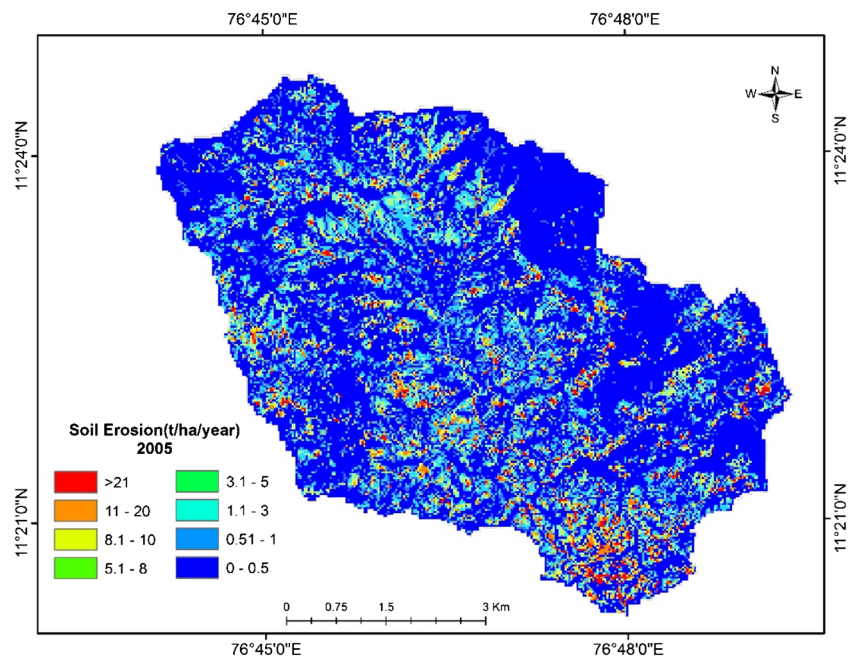 76°45'0"E 76°48'0"E
N
W E
S
11°24'0"N 11°24'0"N
Soil Erosion(t/ha/year)
2005
>21 3.1 - 5
11 - 20 1.1 - 3
8.1 - 10 0.51 - 1
5.1 - 8 0 - 0.5
11°21'0"N 11°21'0"N
0 0.75 1.5 3 Km
76°45'0"E 76°48'0"E